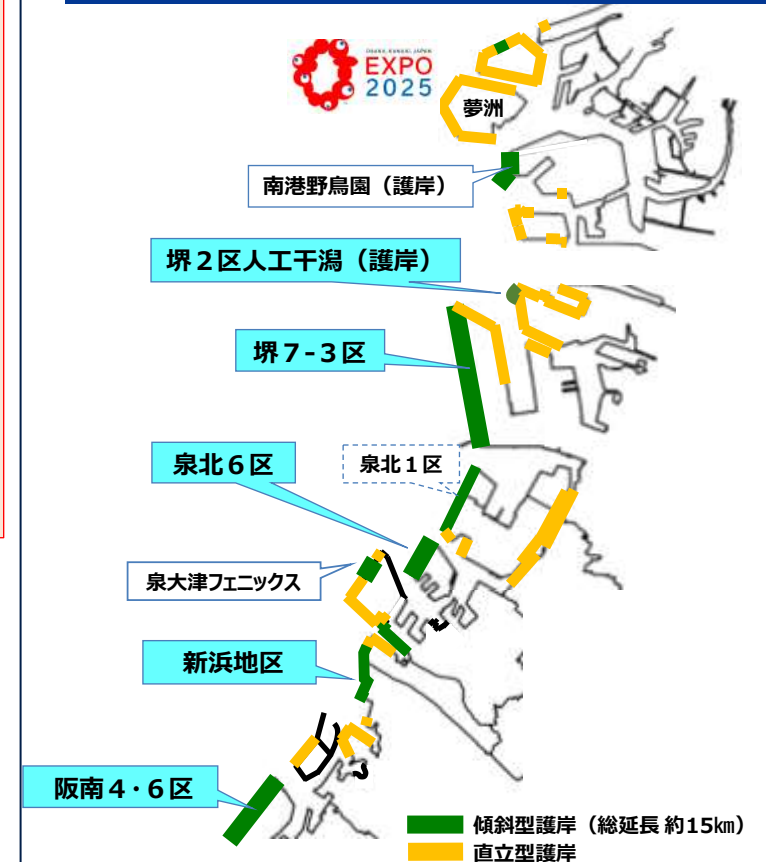 OSAKA, KANSAI, JAPAN
EXPO
2025
夢洲
南港野鳥園（護岸）
堺２区人工干潟（護岸）
堺７-３区
泉北６区
泉北１区
泉大津フェニックス
新浜地区
阪南４・６区
傾斜型護岸（総延長 約15㎞）
直立型護岸